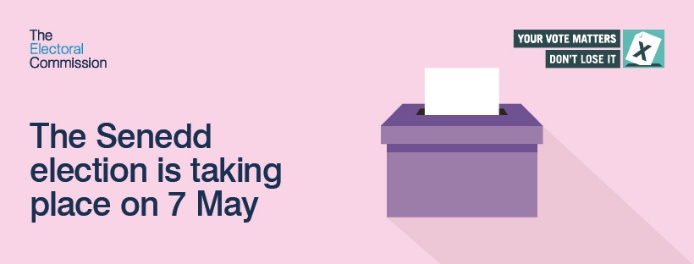 The
Electoral
Commission
YOUR VOTE MATTERS
DON'T LOSE IT
X
The Senedd
election is taking
place on 7 May